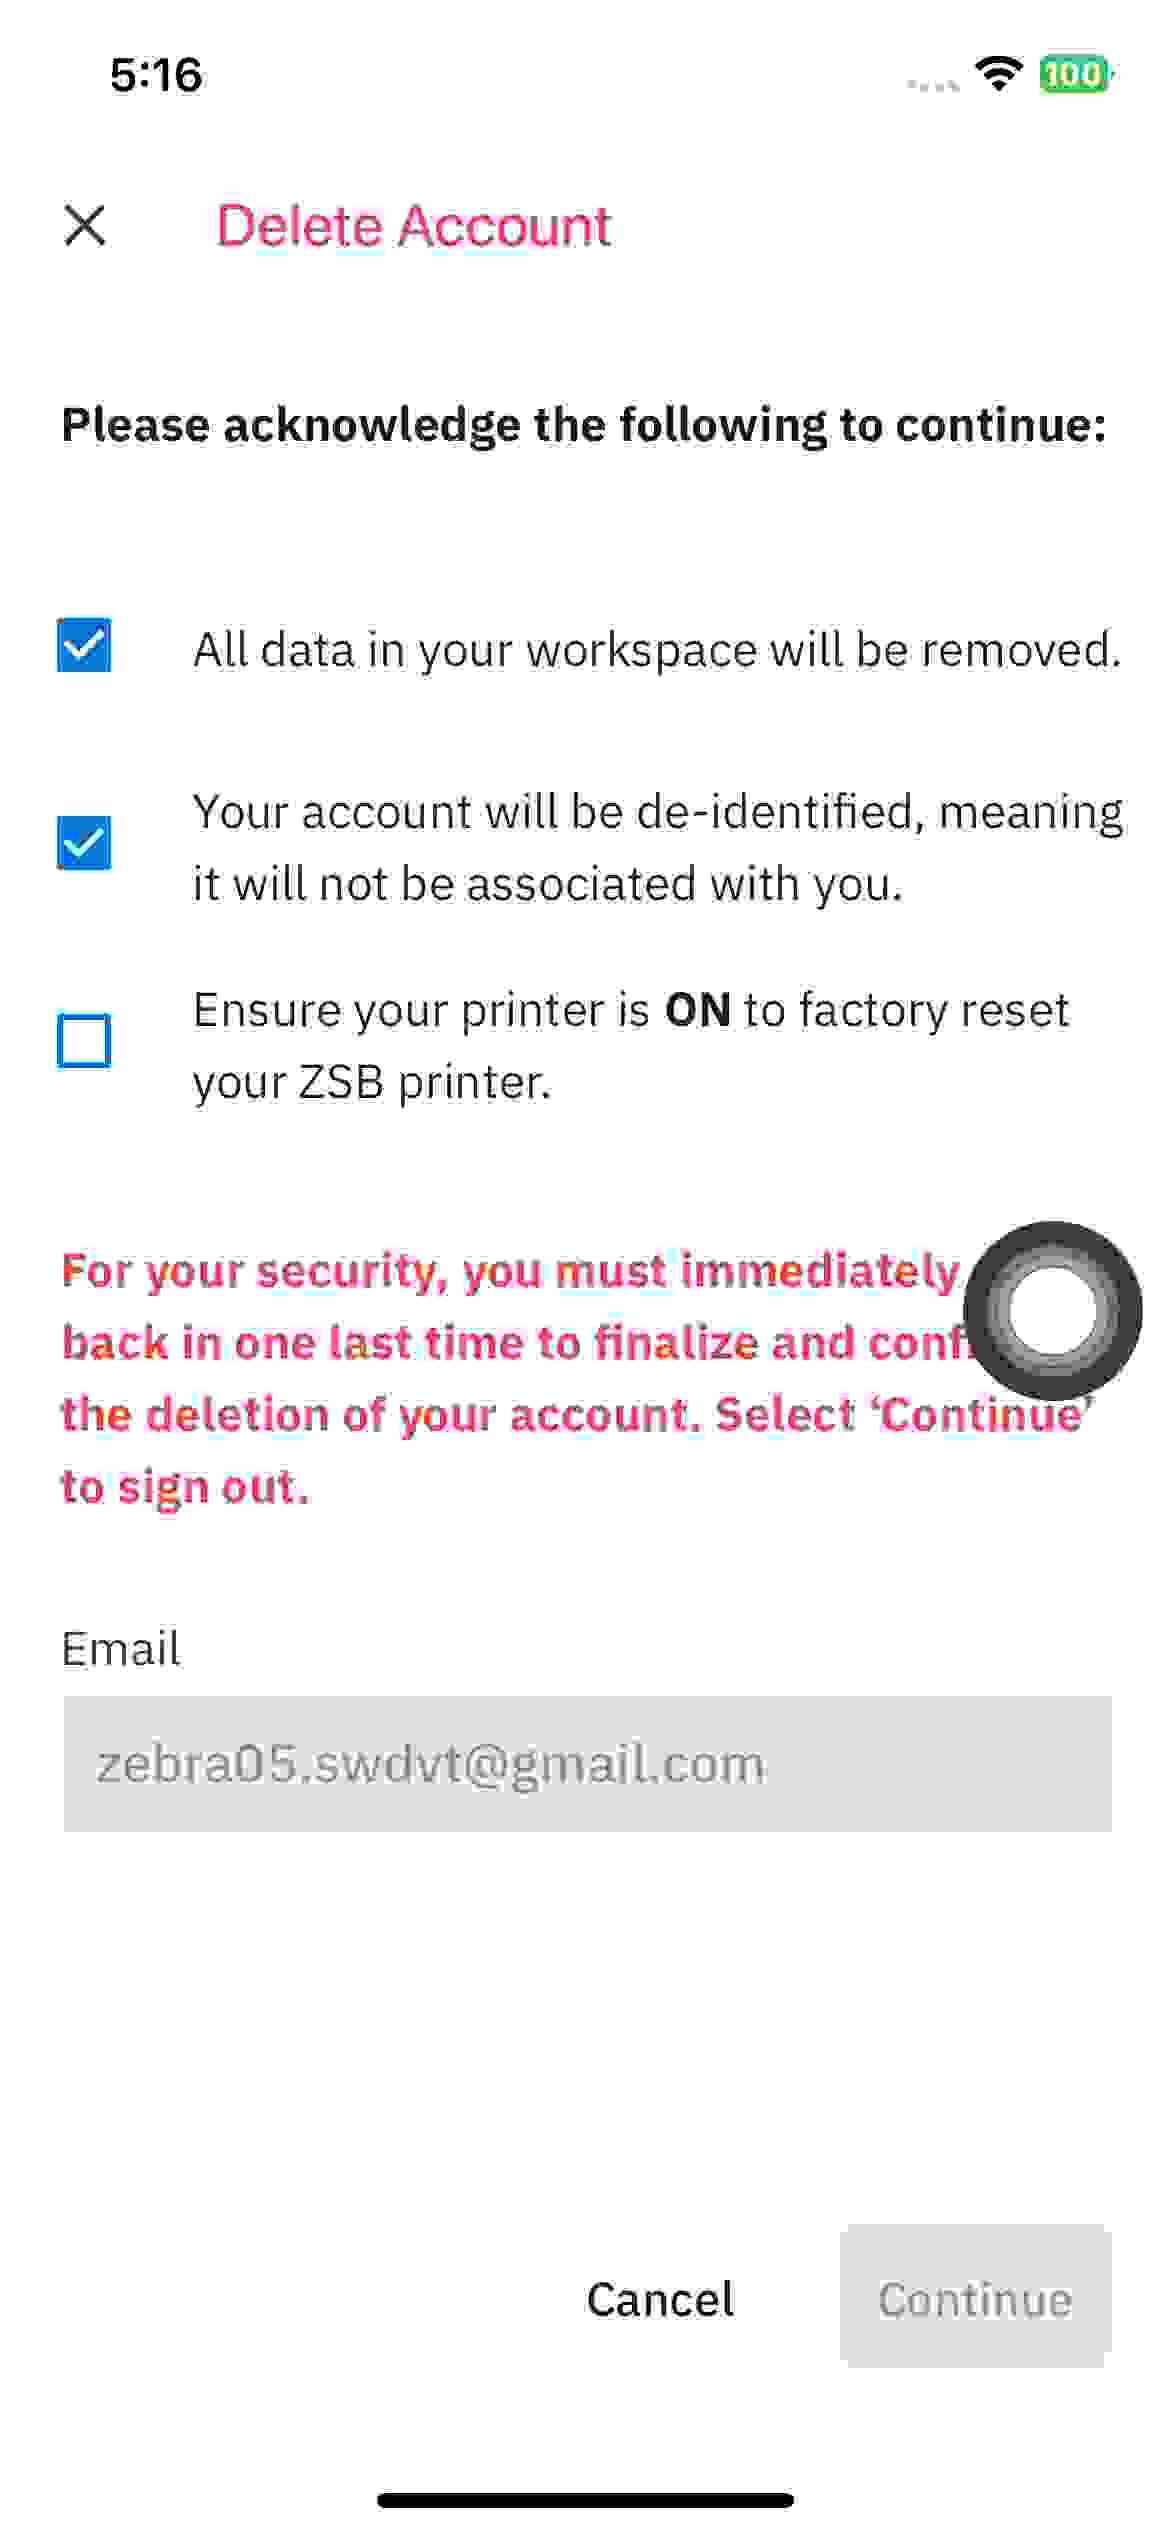 5:16
100
Delete Account
Please acknowledge the following to continue:
All data in your workspace will be removed.
Your account will be de-identified, meaning
it will not be associated with you.
Ensure your printer is ON to factory reset
your ZSB printer.
For your security, you must immediately
back in one last time to finalize and
the deletion of your account. Select ‘Continue’
to sign out.
Email
zebra05.swdvt@gmail.com
Cancel
Continue